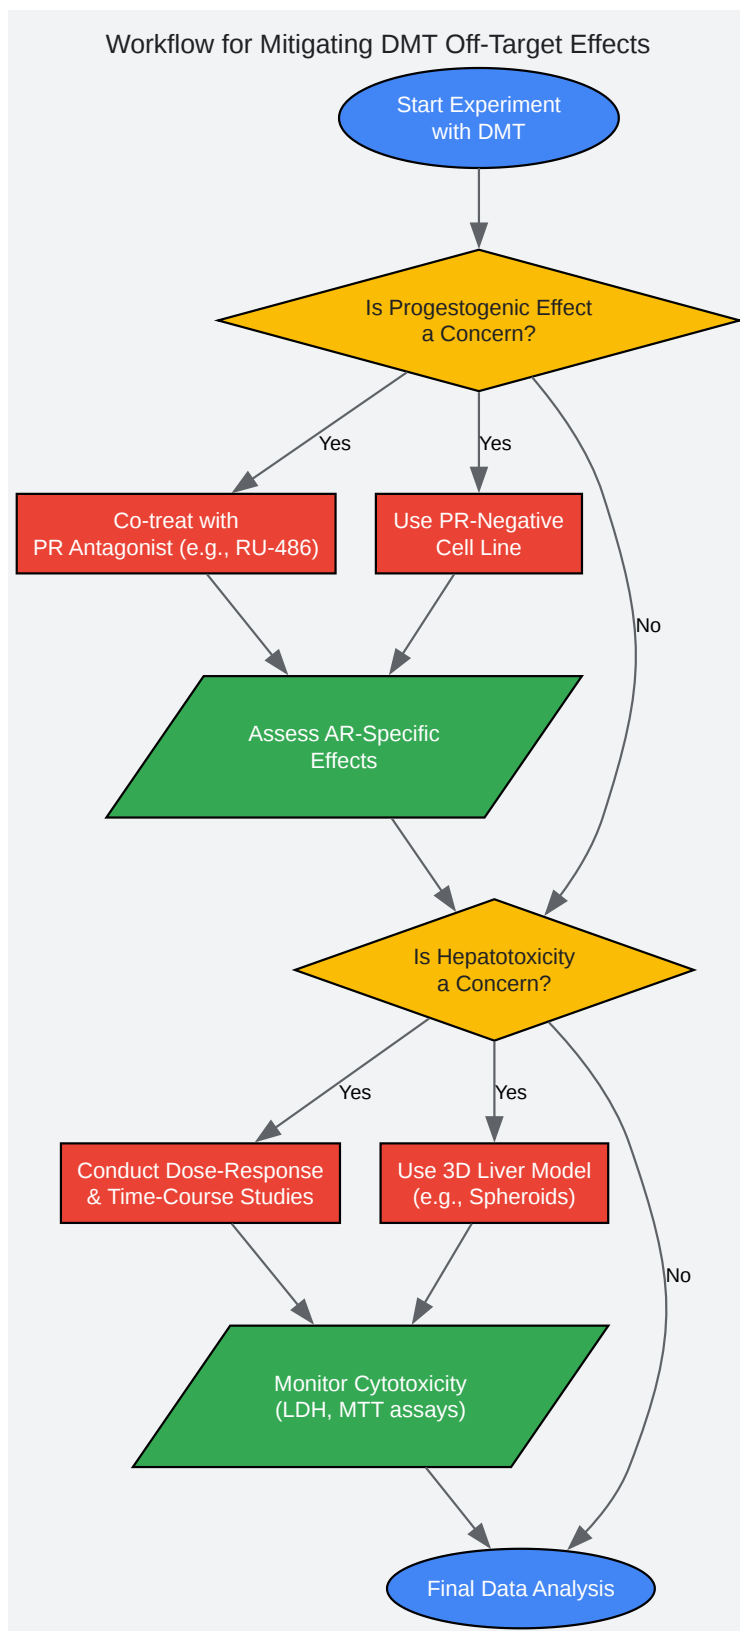 Workflow for Mitigating DMT Off-Target Effects
Start Experiment
with DMT
Is Progestogenic Effect
a Concern?
Yes
Yes
Co-treat with
PR Antagonist (e.g., RU-486)
Use PR-Negative
Cell Line
No
Assess AR-Specific
Effects
Is Hepatotoxicity
a Concern?
Yes
Yes
Conduct Dose-Response
& Time-Course Studies
Use 3D Liver Model
(e.g., Spheroids)
No
Monitor Cytotoxicity
(LDH, MTT assays)
Final Data Analysis